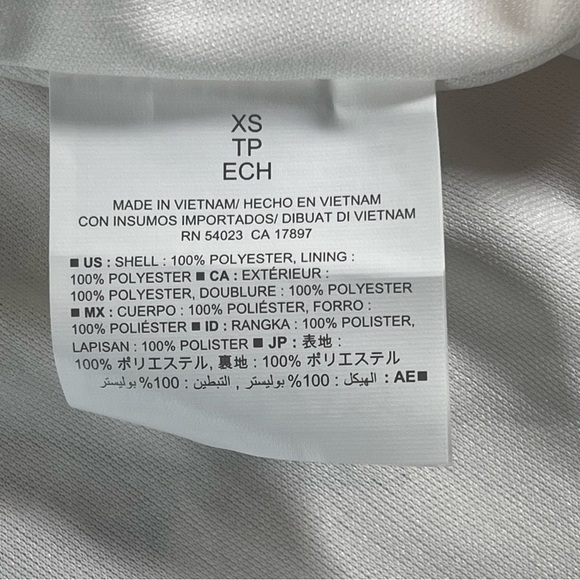 XS
TP
ECH
MADE IN VIETNAM/ HECHO EN VIETNAM
CON INSUMOS IMPORTADOS/ DIBUAT DI VIETNAM
RN 54023 CA 17897
■ US : SHELL : 100% POLYESTER, LINING :
100% POLYESTER ■ CA : EXTÉRIEUR :
100% POLYESTER, DOUBLURE : 100% POLYESTER
■ MX : CUERPO : 100% POLIÉSTER, FORRO :
100% POLIÉSTER ■ ID : RANGKA : 100% POLISTER,
LAPISAN : 100% POLISTER ■ JP : 表地 :
100% ポリエステル, 裏地 : 100% ポリエステル
■AE : الهيكل : 100% بوليستر , التبطين : 100% بوليستر